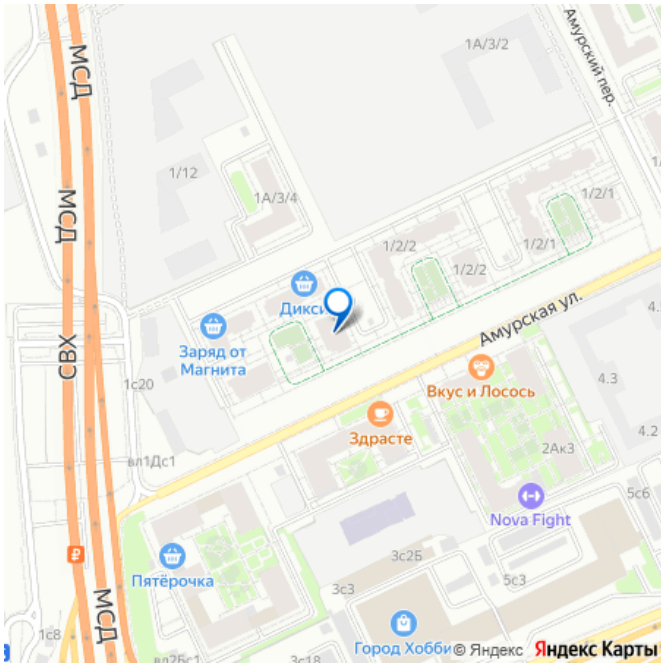 МСД
Амурский пер.
1А/3/2
1/12
1А/3/4
МСД
1/2/1
1/2/2
1/2/1
1/2/2
Дикси
СВХ
Заряд от
Магнита
Амурская ул.
1с20
Вкус и Лосось
4.3
Здрасте
4.2
вл1Дс1
2Ак3
5с6
Nova Fight
Пятёрочка
3с2Б
5с3
3с3
МСД
1с8
вл2Бс1
3с18
Город Хобби
© Яндекс Яндекс Карты